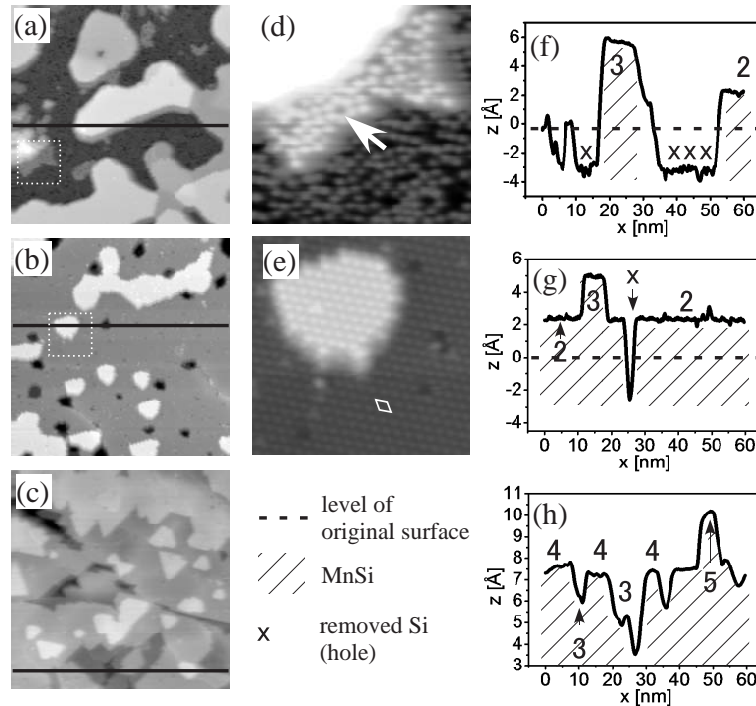 (a)
(d)
(f)
z [Å]
6
4
2
0
-2
-4
3
2
x
x x x
0 10 20 30 40 50 60
x [nm]
(b)
(e)
(g)
z [Å]
6
4
2
0
-2
-4
3
x
2
2
0 10 20 30 40 50 60
x [nm]
(c)
level of
original surface
MnSi
x
removed Si
(hole)
(h)
z [Å]
11
10
9
8
7
6
5
4
3
4 4 4
3
3
5
0 10 20 30 40 50 60
x [nm]